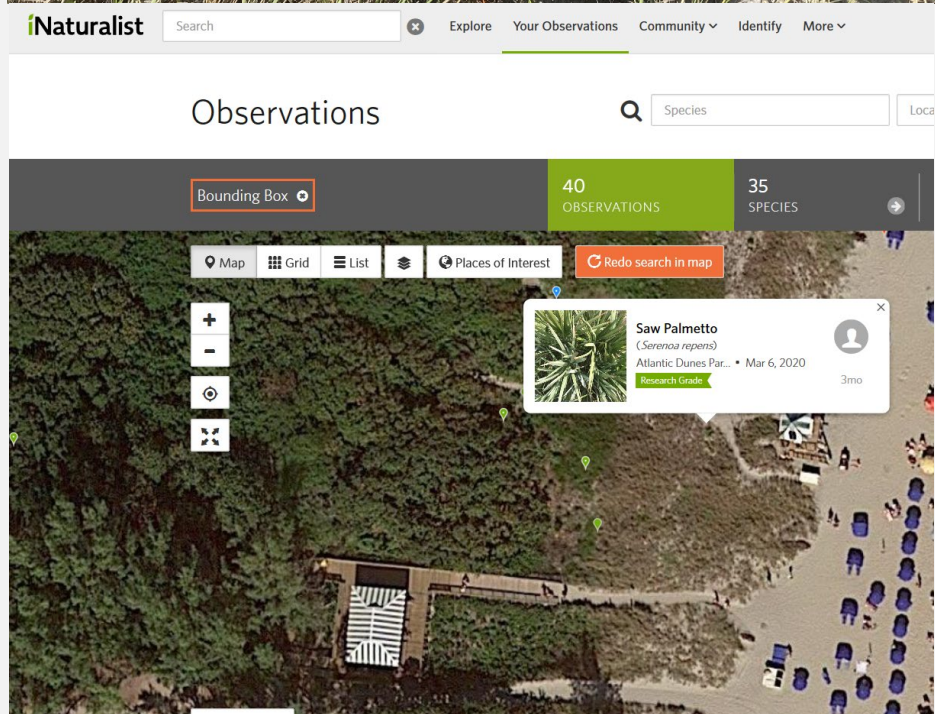 iNaturalist Search Explore Your Observations Community Identify More
Observations Species Loca
Bounding Box 40 35
OBSERVATIONS SPECIES
Map Grid List Places of Interest Redo search in map
Saw Palmetto
(Serenoa repens)
Atlantic Dunes Par... • Mar 6, 2020
Research Grade 3mo